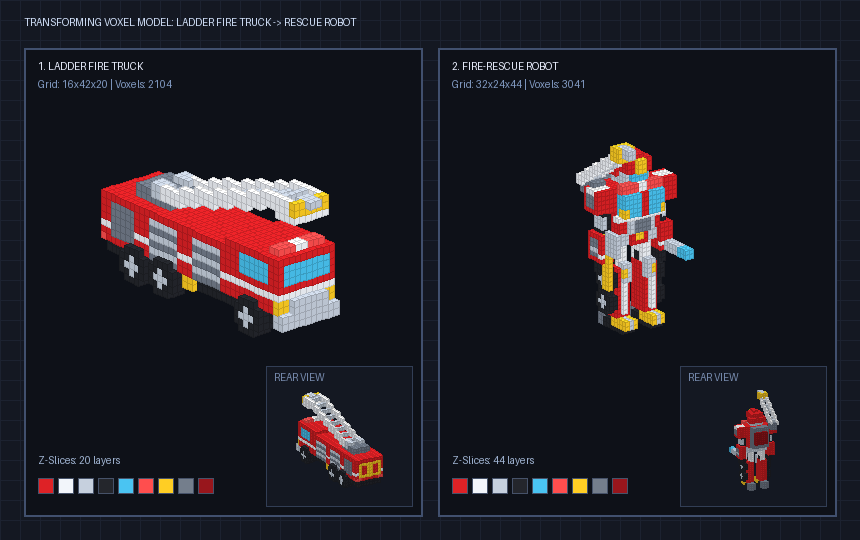 TRANSFORMING VOXEL MODEL: LADDER FIRE TRUCK -> RESCUE ROBOT
1. LADDER FIRE TRUCK
Grid: 16x42x20 | Voxels: 2104
REAR VIEW
Z-Slices: 20 layers
2. FIRE-RESCUE ROBOT
Grid: 32x24x44 | Voxels: 3041
REAR VIEW
Z-Slices: 44 layers